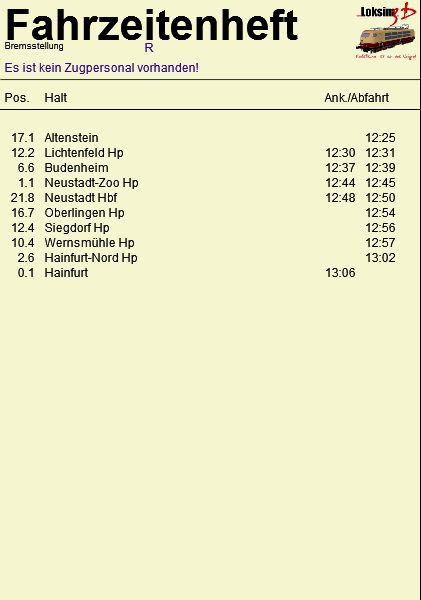 Fahrzeitenheft
Loksim 3D
Bremsstellung R
Es ist kein Zugpersonal vorhanden!
Pos. Halt Ank./Abfahrt
17.1 Altenstein 12:25
12.2 Lichtenfeld Hp 12:30 12:31
6.6 Budenheim 12:37 12:39
1.1 Neustadt-Zoo Hp 12:44 12:45
21.8 Neustadt Hbf 12:48 12:50
16.7 Oberlingen Hp 12:54
12.4 Siegdorf Hp 12:56
10.4 Wernsmühle Hp 12:57
2.6 Hainfurt-Nord Hp 13:02
0.1 Hainfurt 13:06